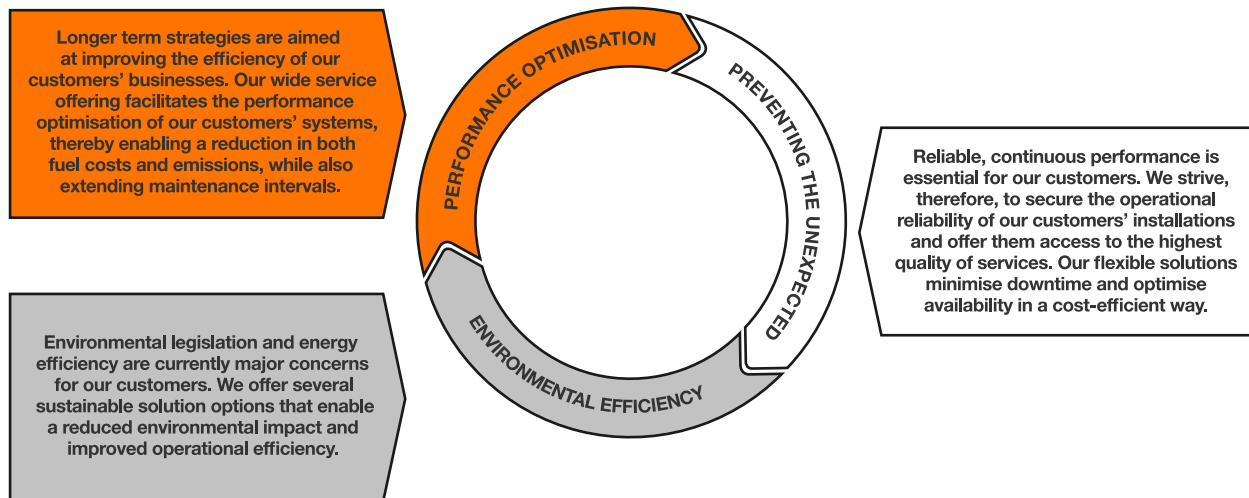 Longer term strategies are aimed
at improving the efficiency of our
customers’ businesses. Our wide service
offering facilitates the performance
optimisation of our customers’ systems,
thereby enabling a reduction in both
fuel costs and emissions, while also
extending maintenance intervals.
PERFORMANCE OPTIMISATION
PREVENTING THE UNEXPECTED
Reliable, continuous performance is
essential for our customers. We strive,
therefore, to secure the operational
reliability of our customers’ installations
and offer them access to the highest
quality of services. Our flexible solutions
minimise downtime and optimise
availability in a cost-efficient way.
ENVIRONMENTAL EFFICIENCY
Environmental legislation and energy
efficiency are currently major concerns
for our customers. We offer several
sustainable solution options that enable
a reduced environmental impact and
improved operational efficiency.